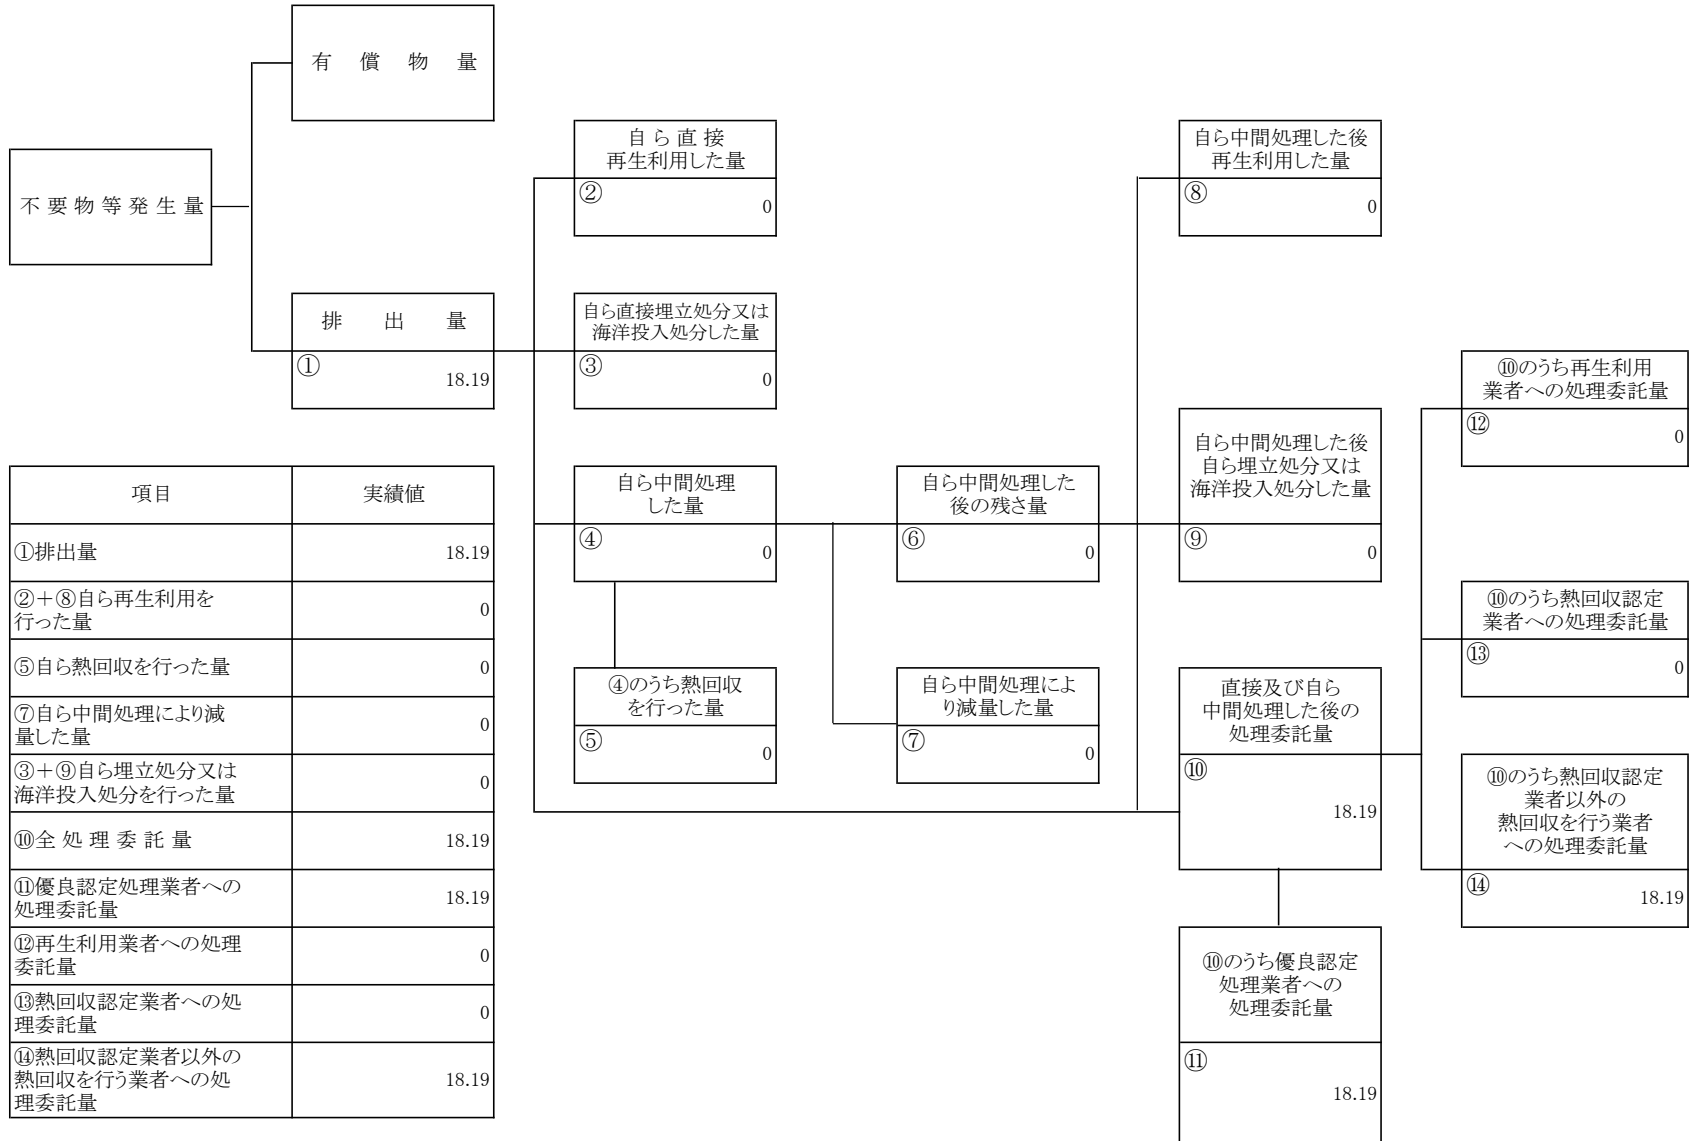 有償物量
不要物等発生量
排出量
①
18.19
自ら直接
再生利用した量
②
0
自ら直接埋立処分又は
海洋投入処分した量
③
0
自ら中間処理
した量
④
0
④のうち熱回収
を行った量
⑤
0
自ら中間処理した
後の残さ量
⑥
0
自ら中間処理によ
り減量した量
⑦
0
自ら中間処理した後
再生利用した量
⑧
0
自ら中間処理した後
自ら埋立処分又は
海洋投入処分した量
⑨
0
直接及び自ら
中間処理した後の
処理委託量
⑩
18.19
⑩のうち優良認定
処理業者への
処理委託量
⑪
18.19
⑩のうち再生利用
業者への処理委託量
⑫
0
⑩のうち熱回収認定
業者への処理委託量
⑬
0
⑩のうち熱回収認定
業者以外の
熱回収を行う業者
への処理委託量
⑭
18.19
項目 実績値
①排出量 18.19
②＋⑧自ら再生利用を
行った量 0
⑤自ら熱回収を行った量 0
⑦自ら中間処理により減
量した量 0
③＋⑨自ら埋立処分又は
海洋投入処分を行った量 0
⑩全処理委託量 18.19
⑪優良認定処理業者への
処理委託量 18.19
⑫再生利用業者への処理
委託量 0
⑬熱回収認定業者への処
理委託量 0
⑭熱回収認定業者以外の
熱回収を行う業者への処
理委託量 18.19